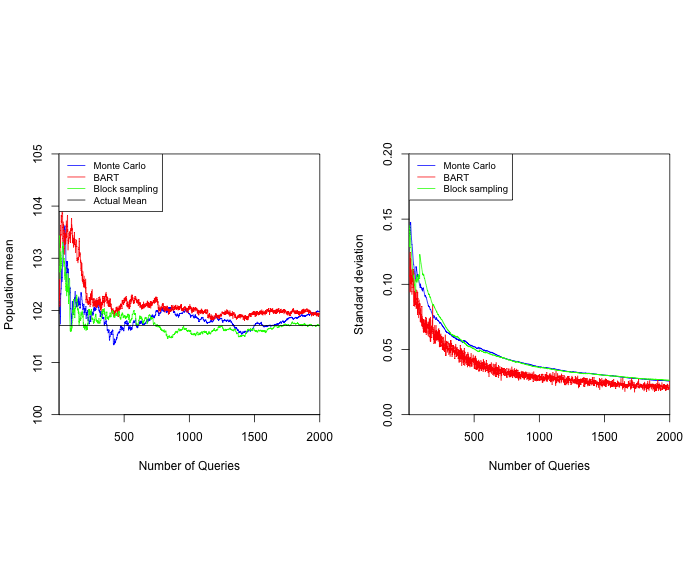 Population mean
105
104
103
102
101
100
Monte Carlo
BART
Block sampling
Actual Mean
500
1000
1500
2000
Number of Queries
Standard deviation
0.20
0.15
0.10
0.05
0.00
Monte Carlo
BART
Block sampling
500
1000
1500
2000
Number of Queries